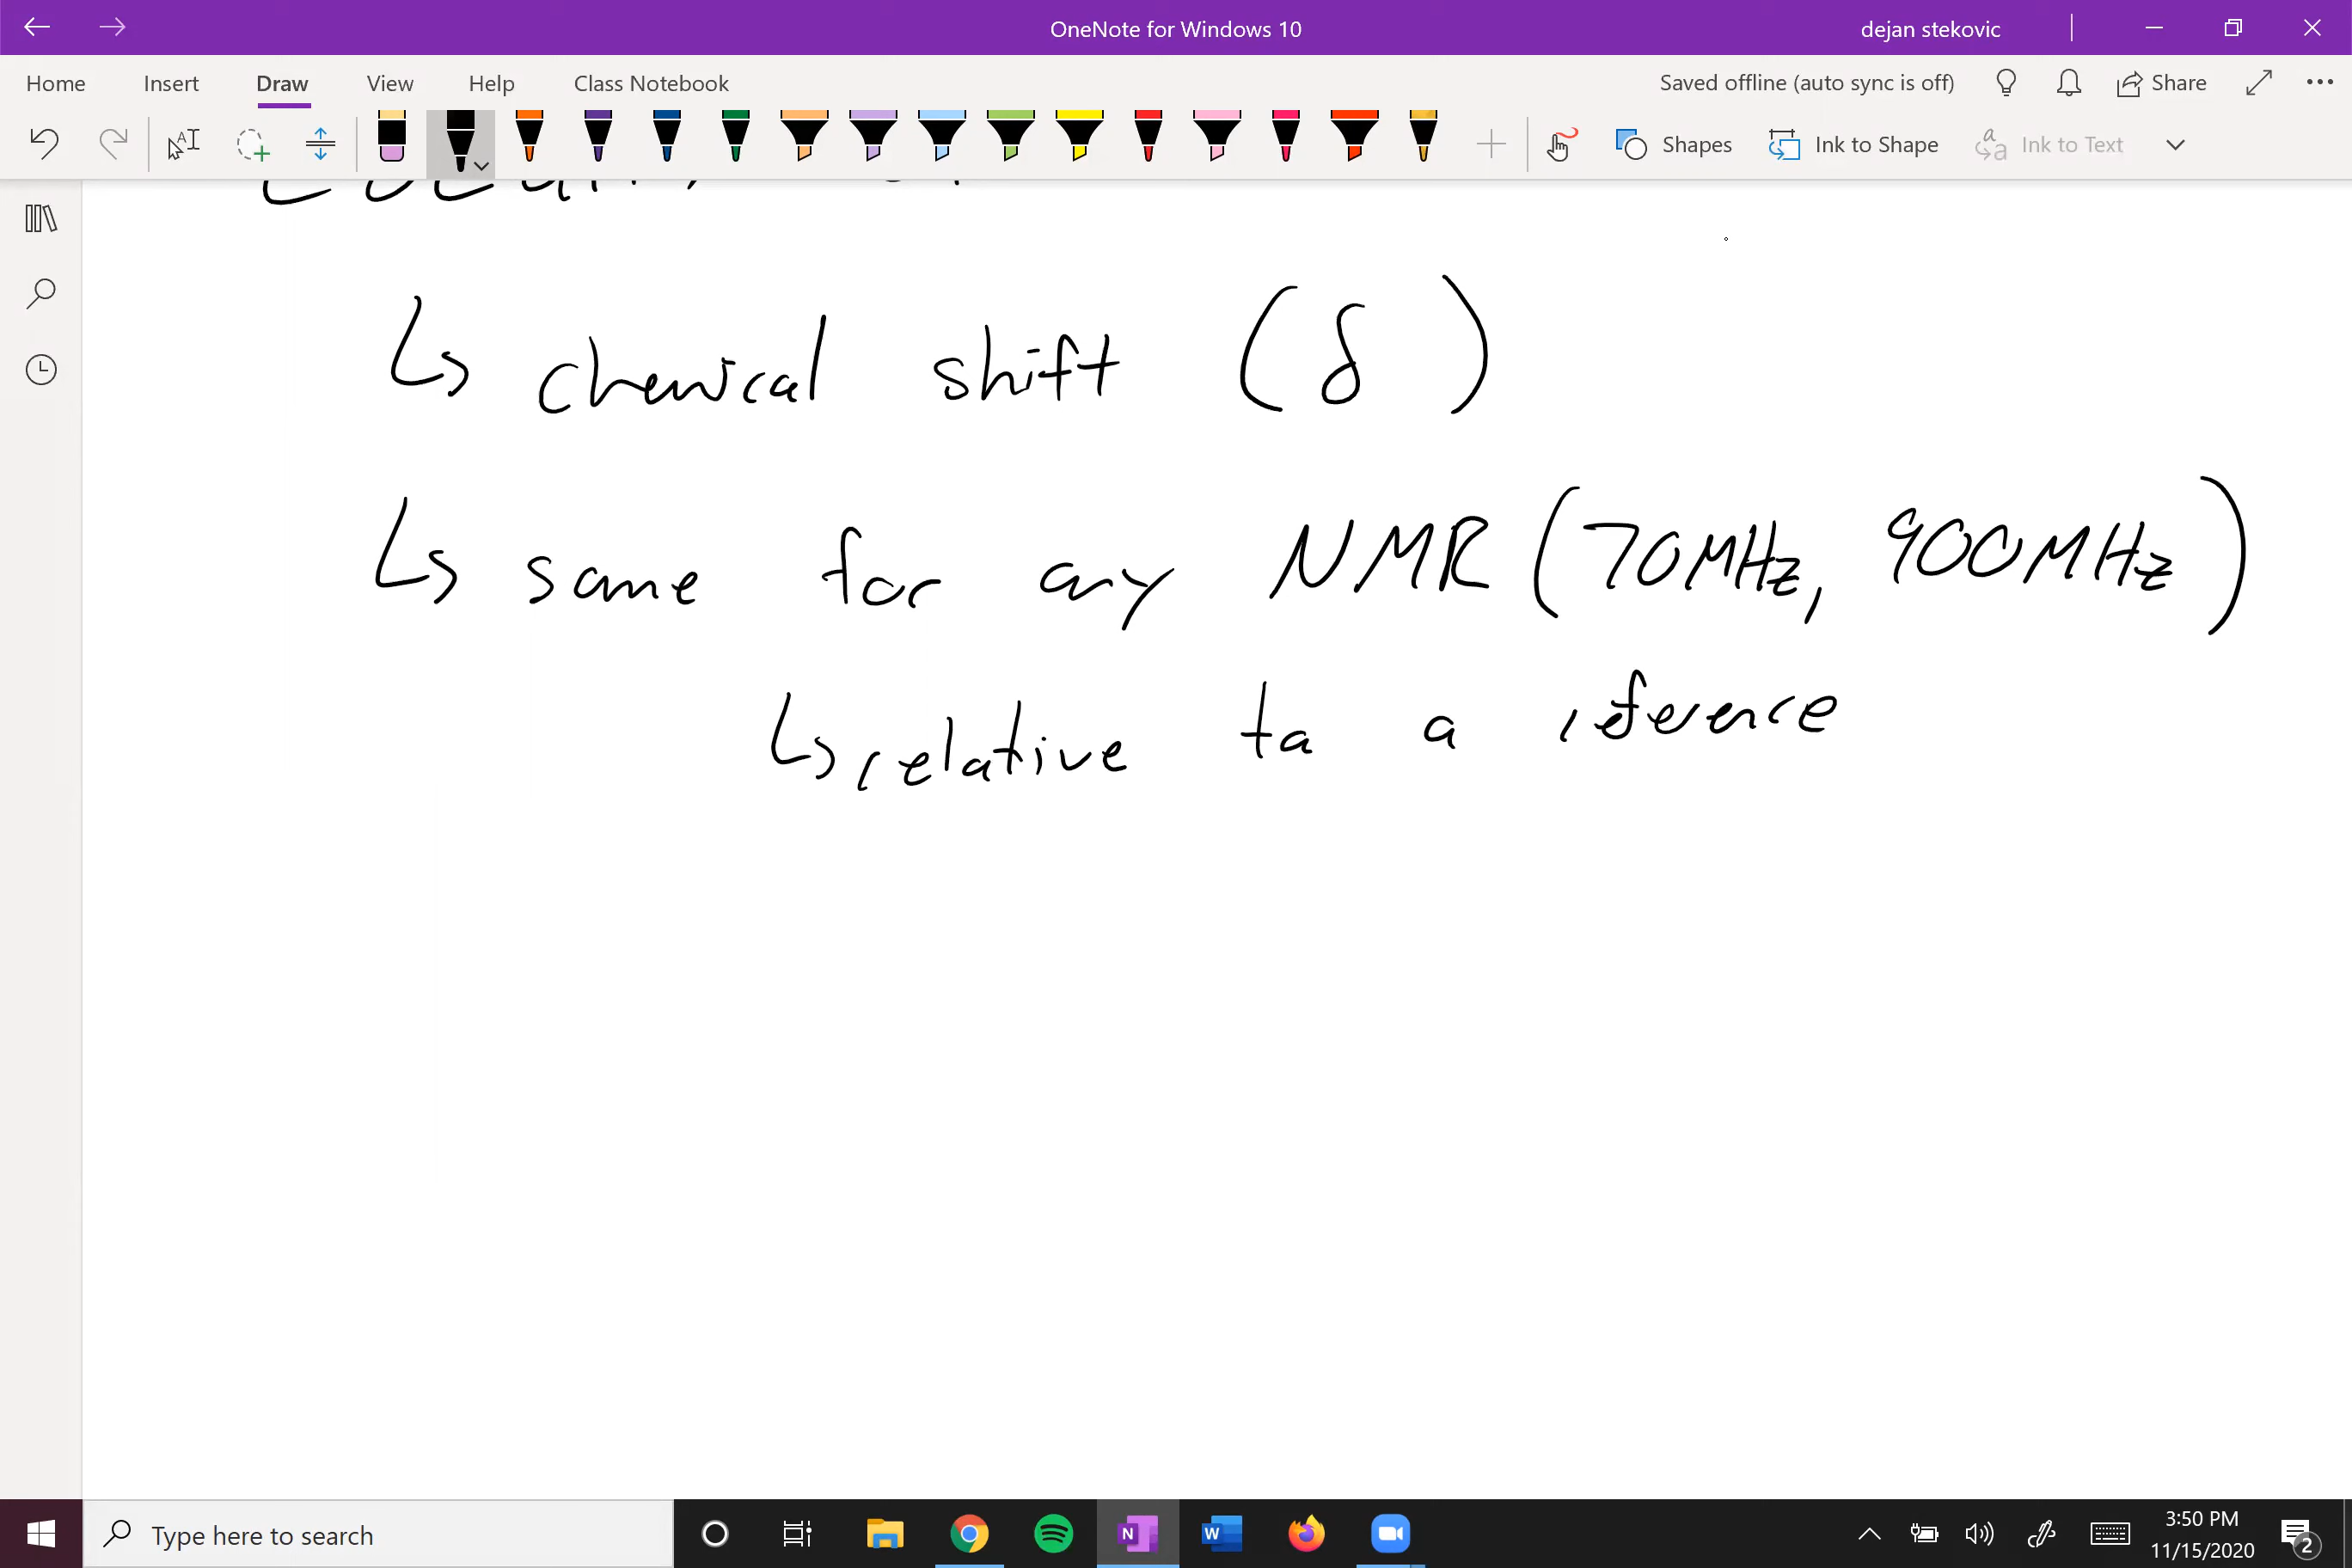 OneNote for Windows 10
dejan stekovic
Home Insert Draw View Help Class Notebook
Saved offline (auto sync is off) Share
Shapes Ink to Shape Ink to Text
↳ chemical shift (δ)
↳ same for any NMR (70MHz, 900MHz)
↳ relative to a reference
Type here to search
3:50 PM
11/15/2020
2